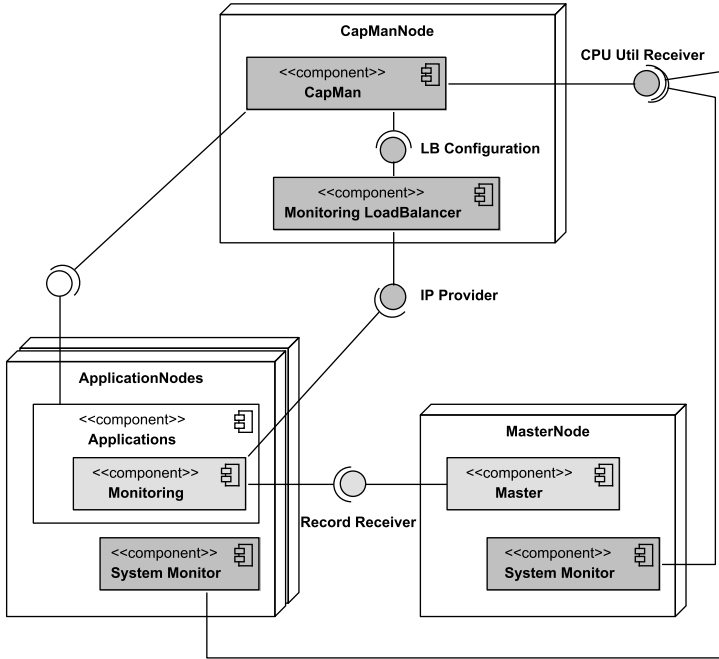 CapManNode
<<component>>
CapMan
CPU Util Receiver
LB Configuration
<<component>>
Monitoring LoadBalancer
IP Provider
ApplicationNodes
<<component>>
Applications
<<component>>
Monitoring
<<component>>
System Monitor
Record Receiver
MasterNode
<<component>>
Master
<<component>>
System Monitor